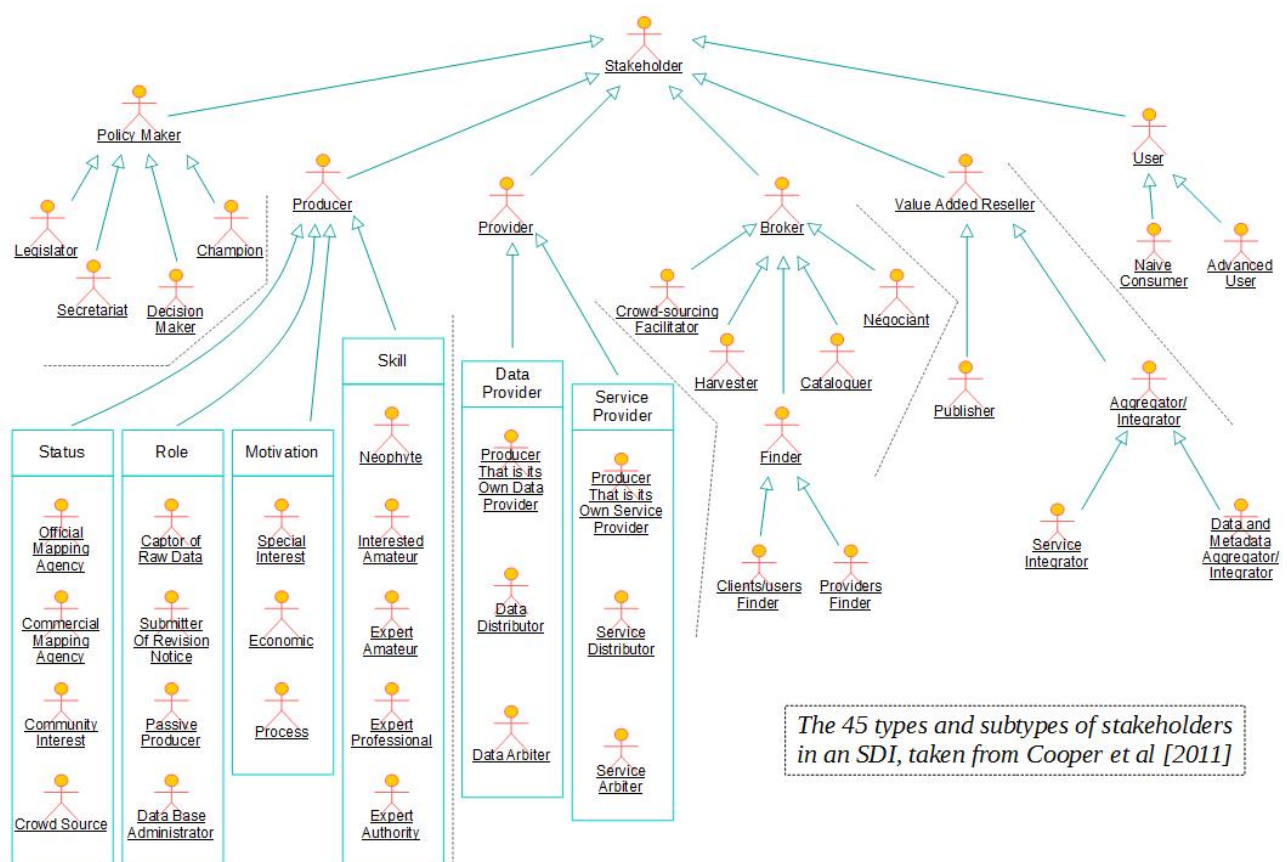 Stakeholder
Policy Maker
User
Producer
Provider
Broker
Value Added Reseller
Legislator
Champion
Secretariat
Decision
Maker
Naive
Consumer
Advanced
User
Crowd-sourcing
Facilitator
Négociant
Harvester
Cataloguer
Publisher
Aggregator/
Integrator
Skill
Data
Provider
Service
Provider
Status
Role
Motivation
Neophyte
Producer
That is its
Own Data
Provider
Producer
That is its
Own Service
Provider
Finder
Official
Mapping
Agency
Captor of
Raw Data
Special
Interest
Interested
Amateur
Service
Integrator
Data and
Metadata
Aggregator/
Integrator
Clients/users
Finder
Providers
Finder
Commercial
Mapping
Agency
Submitter
Of Revision
Notice
Economic
Expert
Amateur
Data
Distributor
Service
Distributor
Community
Interest
Passive
Producer
Process
Expert
Professional
Data Arbiter
Service
Arbiter
Crowd Source
Data Base
Administrator
Expert
Authority
The 45 types and subtypes of stakeholders
in an SDI, taken from Cooper et al [2011]